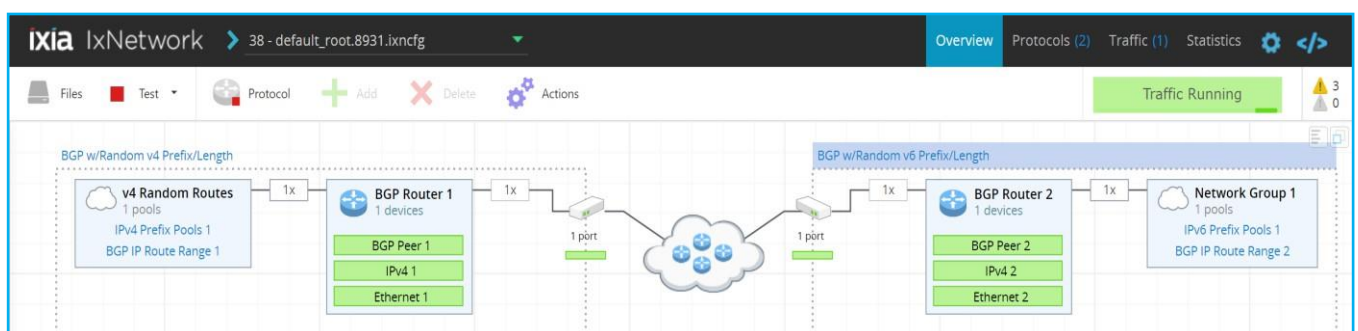 ixia IxNetwork 38 - default_root.8931.ixncfg Overview Protocols (2) Traffic (1) Statistics </>
Files Test Protocol Add Delete Actions Traffic Running 3
0
BGP w/Random v4 Prefix/Length BGP w/Random v6 Prefix/Length
v4 Random Routes 1x BGP Router 1 1x 1x BGP Router 2 1x Network Group 1
1 pools 1 devices 1 devices 1 pools
IPv4 Prefix Pools 1 IPv6 Prefix Pools 1
BGP IP Route Range 1 BGP Peer 1 1 port 1 port BGP Peer 2 BGP IP Route Range 2
IPv4 1 IPv4 2
Ethernet 1 Ethernet 2